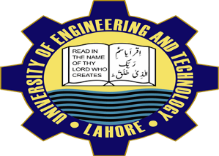 UNIVERSITY OF ENGINEERING AND TECHNOLOGY
READ IN
THE NAME
OF THY
LORD WHO
CREATES
اقرأ باسم
ربك
الذي خلق
• LAHORE •